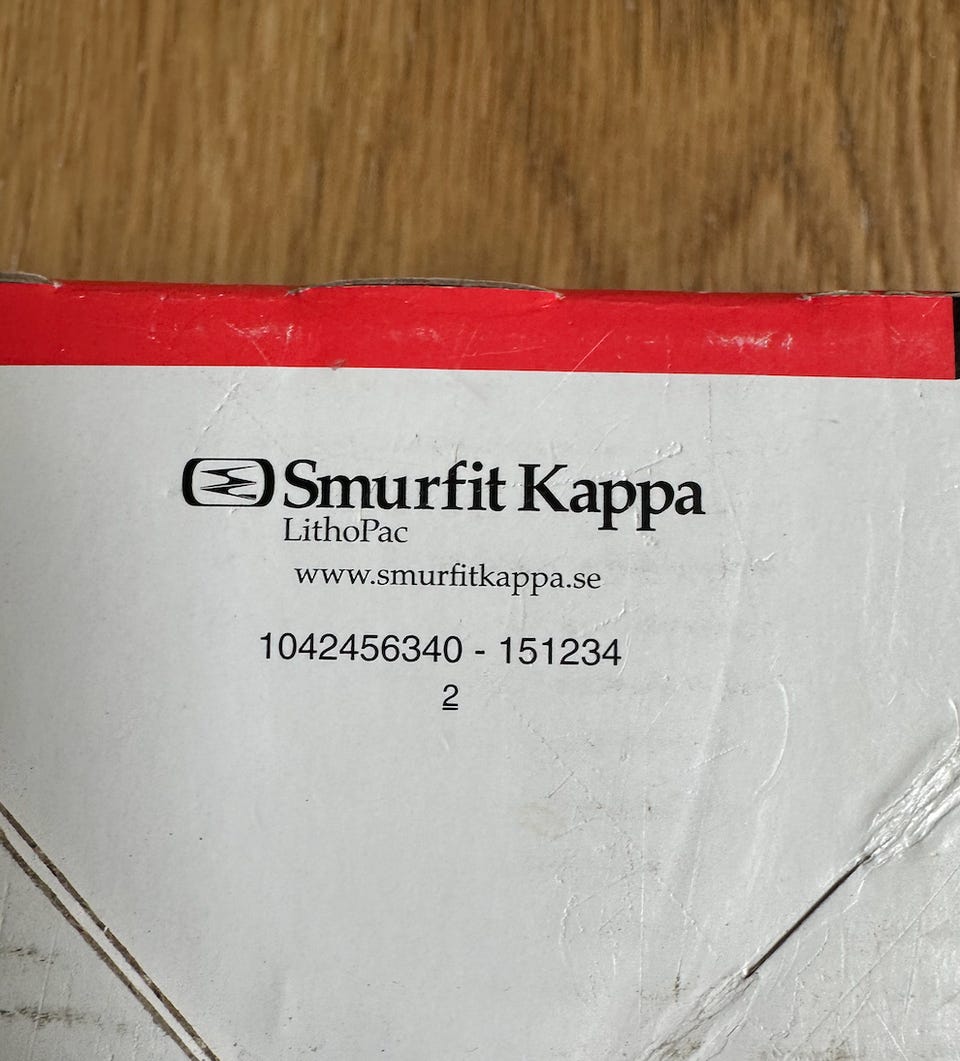 Smurfit Kappa
LithoPac
www.smurfitkappa.se
1042456340 - 151234
2